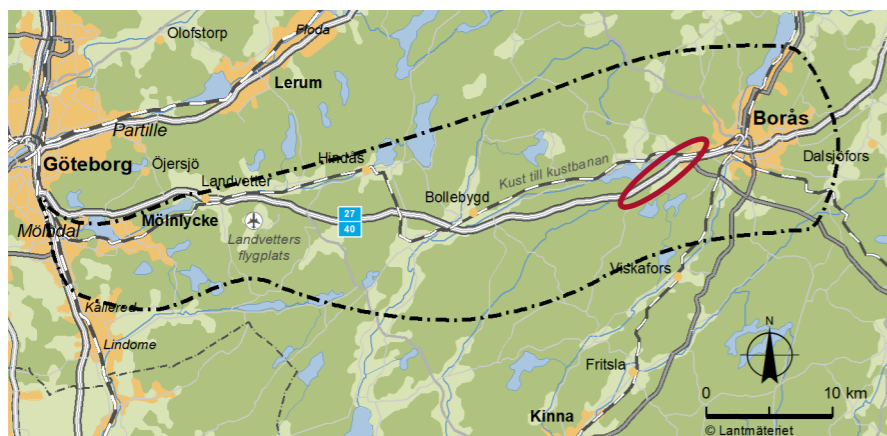 Olofstorp
Floda
Lerum
Partille
Borås
Göteborg
Öjersjö
Hindås
Dalsjöfors
Landvetter
Kust till kustbanan
Bollebygd
Mölnlycke
27
40
Mölndal
Landvetters
flygplats
Viskafors
Kållered
Lindome
N
Fritsla
0
10 km
Kinna
© Lantmäteriet